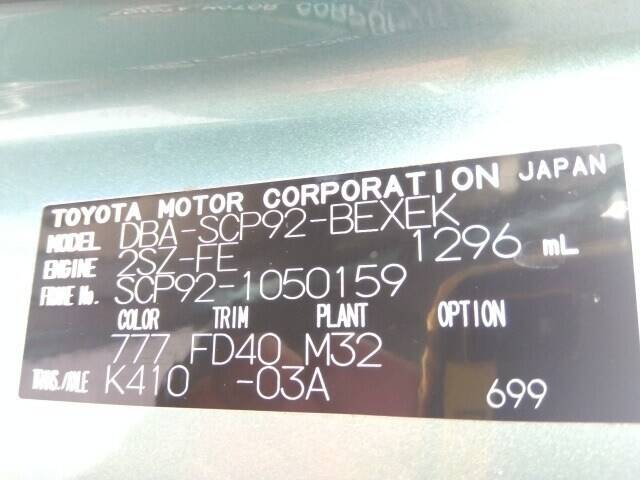 TOYOTA MOTOR CORPORATION JAPAN
MODEL DBA-SCP92-BEXEK
ENGINE 2SZ-FE 1296 mL
FRAME No. SCP92-1050159
COLOR TRIM PLANT OPTION
777 FD40 M32
TRANS./AXLE K410 -03A 699